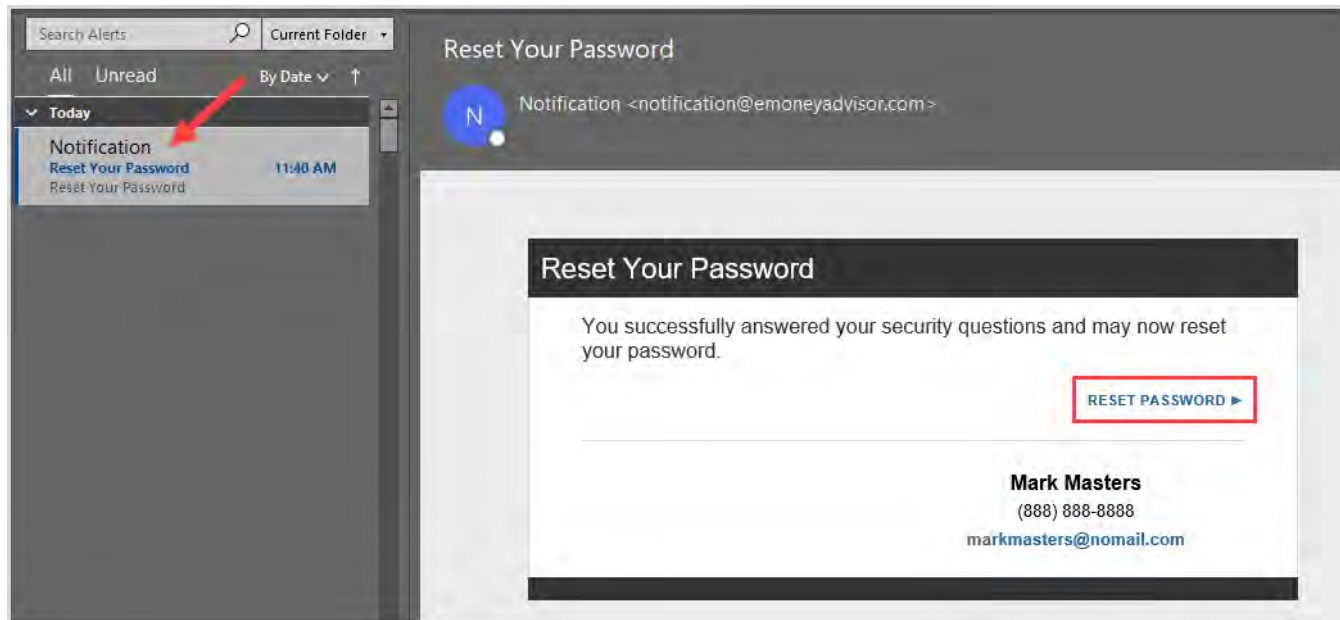 Search Alerts
Current Folder
All Unread By Date ↑
Today
Notification
Reset Your Password 11:40 AM
Reset Your Password
Reset Your Password
N
Notification <notification@emoneyadvisor.com>
Reset Your Password
You successfully answered your security questions and may now reset
your password.
RESET PASSWORD ►
Mark Masters
(888) 888-8888
markmasters@nomail.com